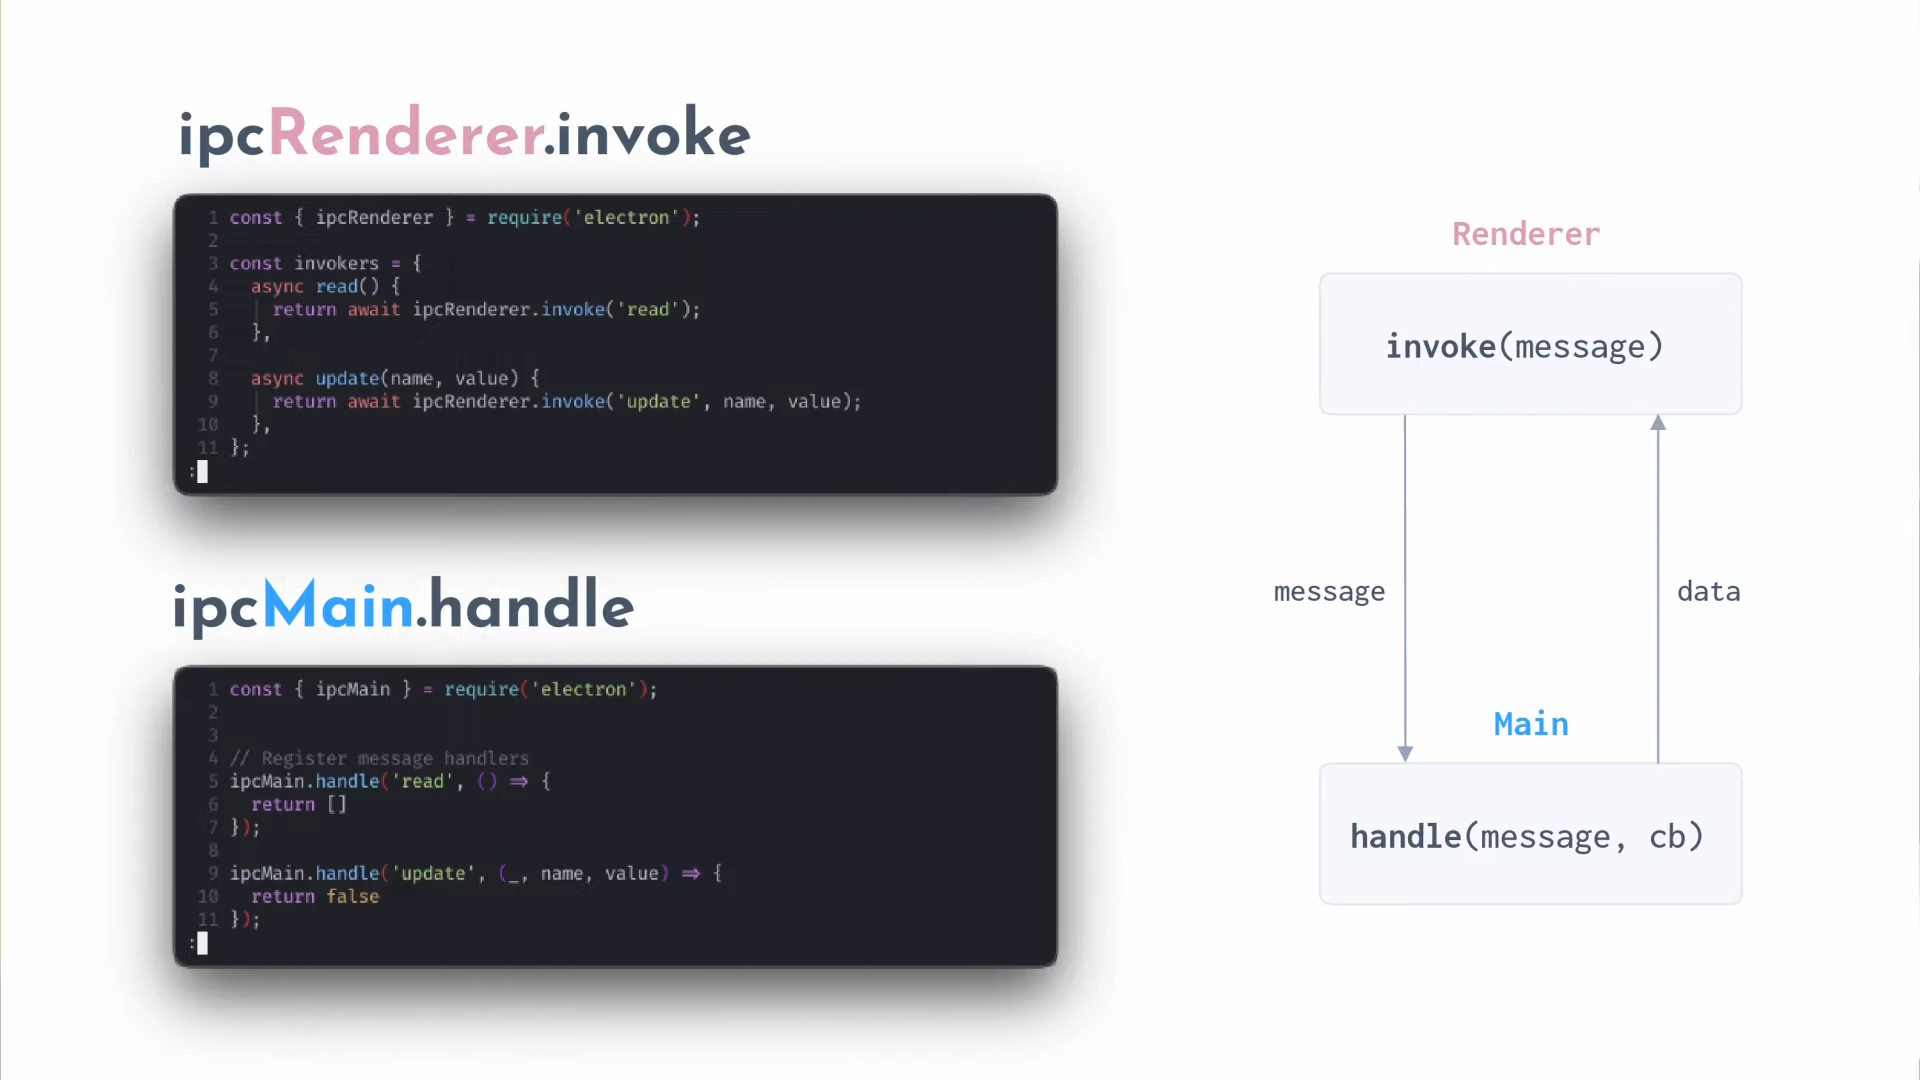 ipcRenderer.invoke
1 const { ipcRenderer } = require('electron');
2
3 const invokers = {
4   async read() {
5     return await ipcRenderer.invoke('read');
6   },
7
8   async update(name, value) {
9     return await ipcRenderer.invoke('update', name, value);
10   },
11 };
:
ipcMain.handle
1 const { ipcMain } = require('electron');
2
3
4 // Register message handlers
5 ipcMain.handle('read', () => {
6   return []
7 });
8
9 ipcMain.handle('update', (_, name, value) => {
10   return false
11 });
:
Renderer
invoke(message)
message
data
Main
handle(message, cb)